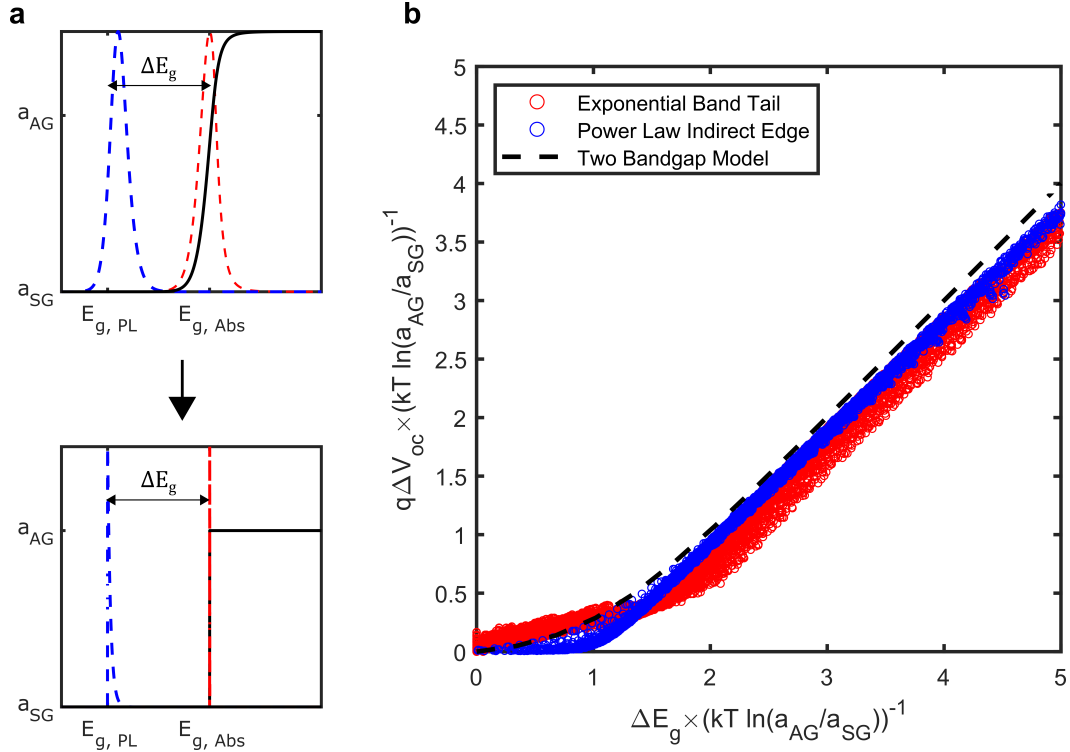 a
ΔE_g
a_AG
a_SG
E_g, PL
E_g, Abs
ΔE_g
a_AG
a_SG
E_g, PL
E_g, Abs
b
Exponential Band Tail
Power Law Indirect Edge
Two Bandgap Model
5
4.5
4
3.5
3
2.5
2
1.5
1
0.5
0
qΔV_oc × (kT ln(a_AG/a_SG))^-1
0 1 2 3 4 5
ΔE_g × (kT ln(a_AG/a_SG))^-1